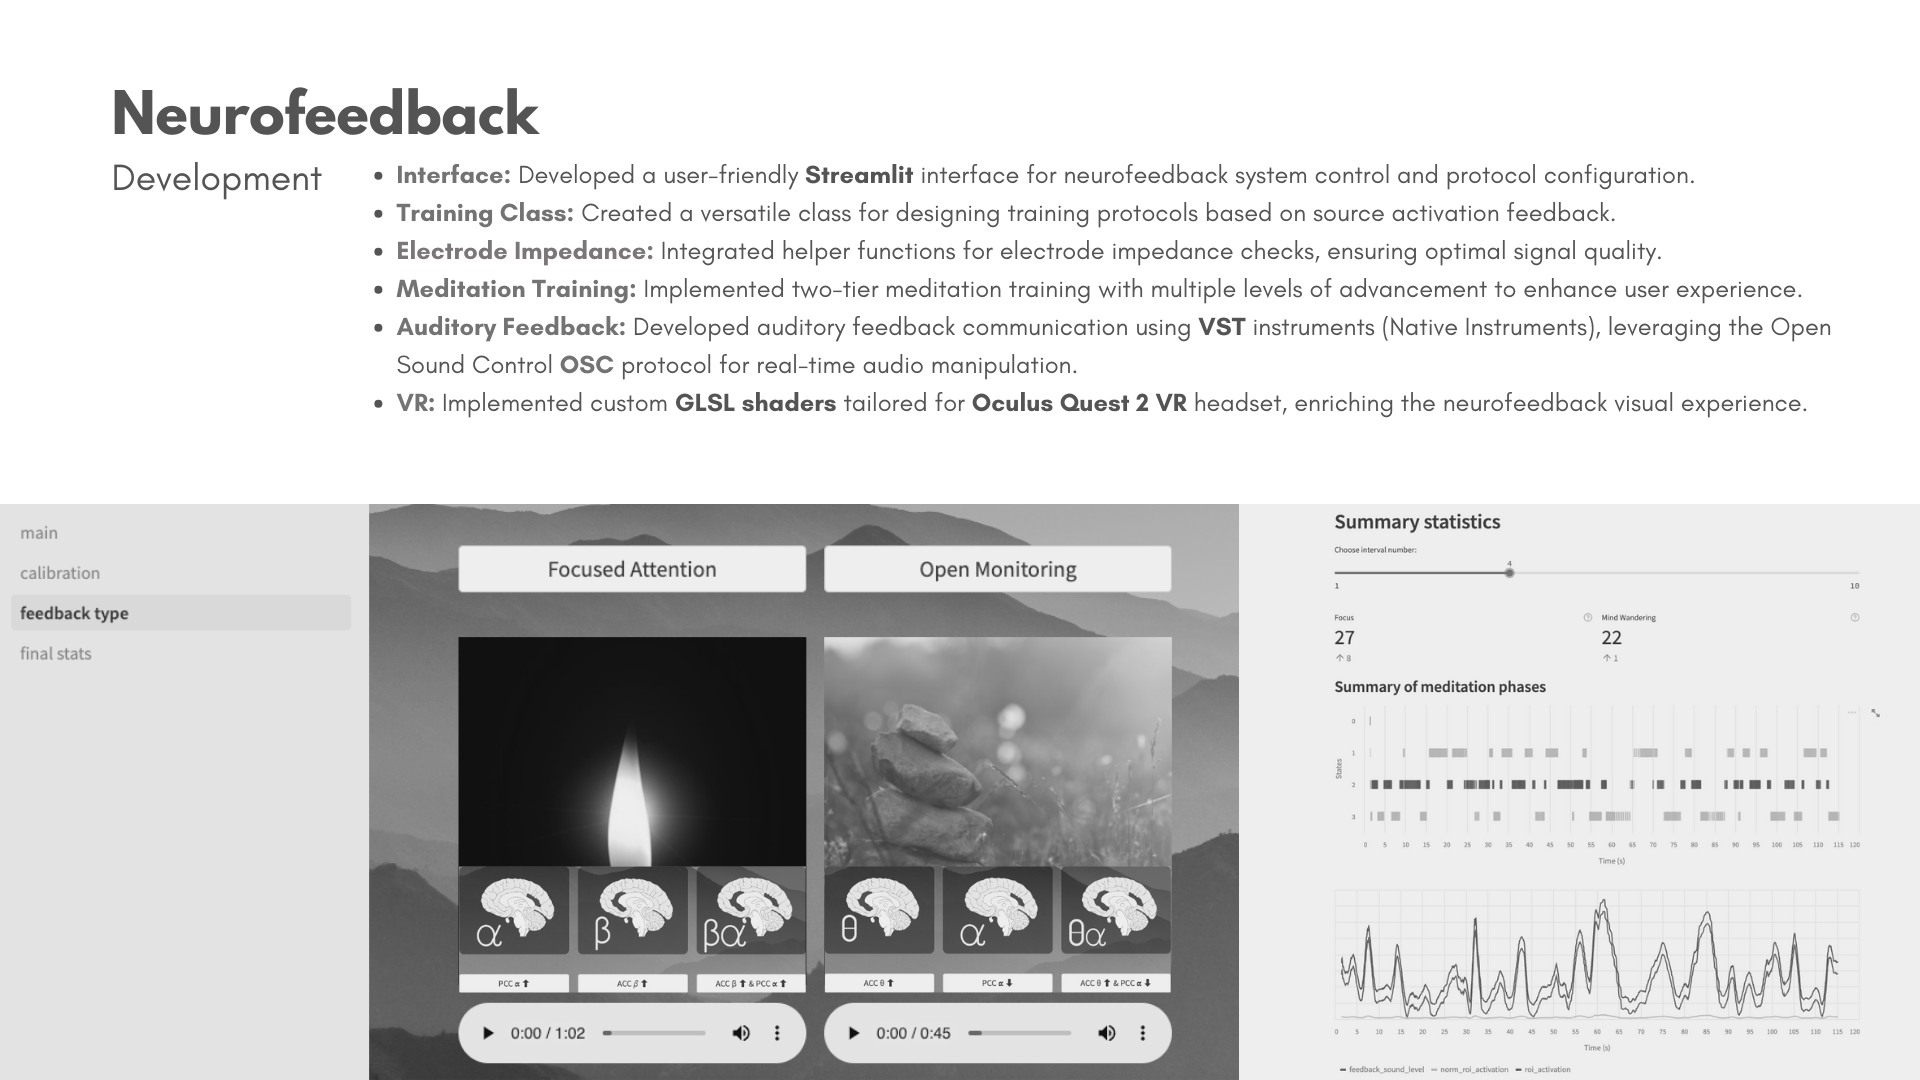 Neurofeedback
Development
• Interface: Developed a user-friendly Streamlit interface for neurofeedback system control and protocol configuration.
• Training Class: Created a versatile class for designing training protocols based on source activation feedback.
• Electrode Impedance: Integrated helper functions for electrode impedance checks, ensuring optimal signal quality.
• Meditation Training: Implemented two-tier meditation training with multiple levels of advancement to enhance user experience.
• Auditory Feedback: Developed auditory feedback communication using VST instruments (Native Instruments), leveraging the Open
Sound Control OSC protocol for real-time audio manipulation.
• VR: Implemented custom GLSL shaders tailored for Oculus Quest 2 VR headset, enriching the neurofeedback visual experience.
main
calibration
feedback type
final stats
Focused Attention
Open Monitoring
α
β
βα
θ
α
θα
PCC α ⬆
ACC β ⬆
ACC β ⬆ & PCC α ⬆
ACC θ ⬆
PCC α ⬇
ACC θ ⬆ & PCC α ⬇
0:00 / 1:02
0:00 / 0:45
Summary statistics
Choose interval number:
4
1 10
Focus
27
↑ 8
Mind Wandering
22
↑ 1
Summary of meditation phases
States
0
1
2
3
0 5 10 15 20 25 30 35 40 45 50 55 60 65 70 75 80 85 90 95 100 105 110 115 120
Time (s)
0 5 10 15 20 25 30 35 40 45 50 55 60 65 70 75 80 85 90 95 100 105 110 115 120
Time (s)
feedback_sound_level norm_roi_activation roi_activation